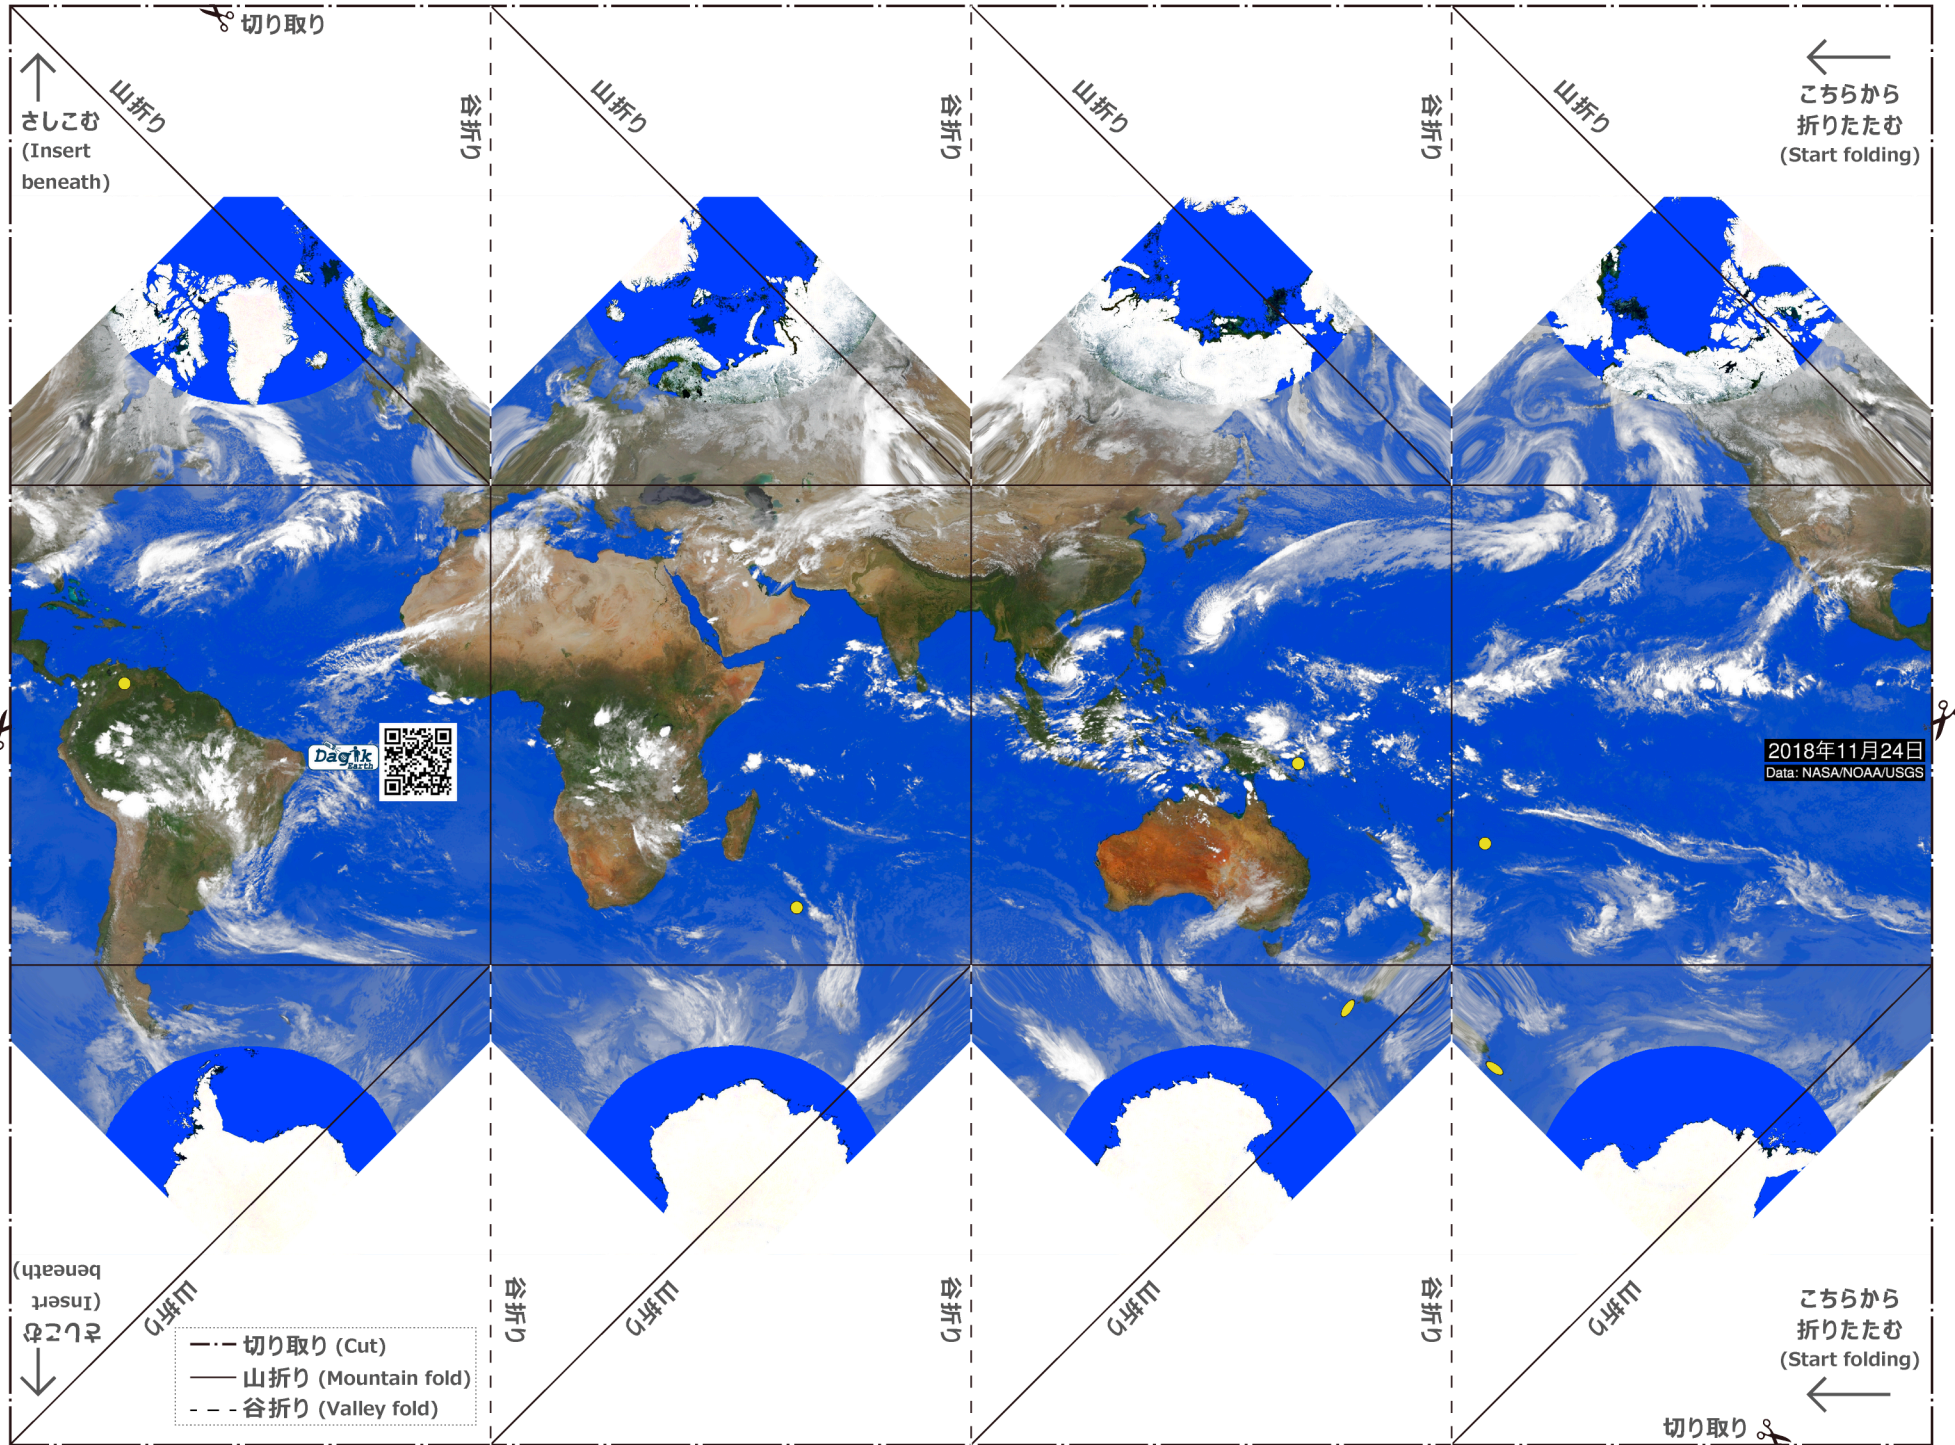 切り取り
さしこむ
(Insert
beneath)
山折り
谷折り
山折り
谷折り
山折り
谷折り
山折り
こちらから
折りたたむ
(Start folding)
Dagik
Earth
2018年11月24日
Data: NASA/NOAA/USGS
さしこむ
(Insert
beneath)
山折り
谷折り
山折り
谷折り
山折り
谷折り
山折り
こちらから
折りたたむ
(Start folding)
切り取り (Cut)
山折り (Mountain fold)
谷折り (Valley fold)
切り取り